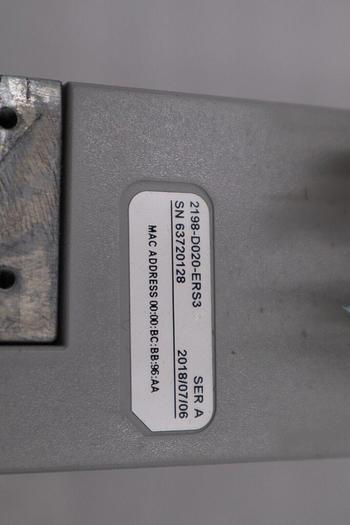 2198-D020-ERS3 SER A
SN 63720128 2018/07/06
MAC ADDRESS 00:00:BC:BB:96:AA